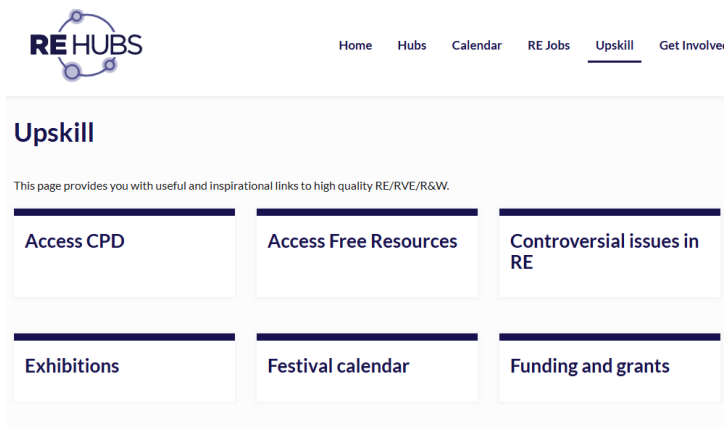 RE HUBS
Home Hubs Calendar RE Jobs Upskill Get Involved
Upskill
This page provides you with useful and inspirational links to high quality RE/RVE/R&W.
Access CPD
Access Free Resources
Controversial issues in
RE
Exhibitions
Festival calendar
Funding and grants